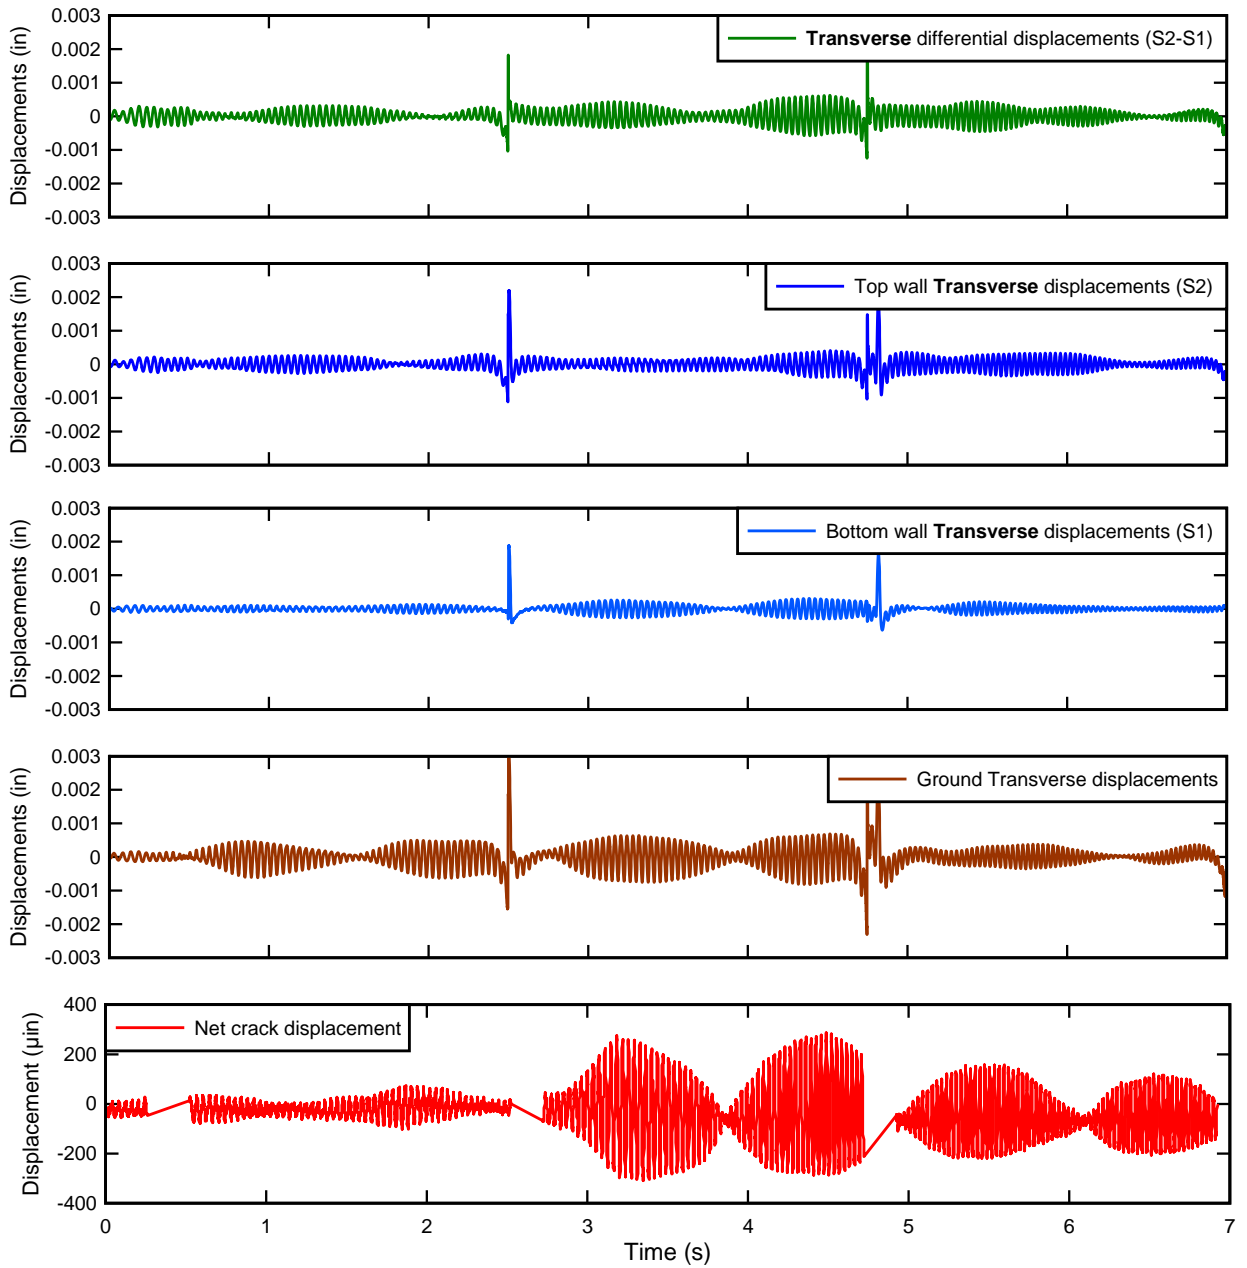 0.003
0.002
0.001
0
-0.001
-0.002
-0.003
Displacements (in)
Transverse differential displacements (S2-S1)
0.003
0.002
0.001
0
-0.001
-0.002
-0.003
Displacements (in)
Top wall Transverse displacements (S2)
0.003
0.002
0.001
0
-0.001
-0.002
-0.003
Displacements (in)
Bottom wall Transverse displacements (S1)
0.003
0.002
0.001
0
-0.001
-0.002
-0.003
Displacements (in)
Ground Transverse displacements
400
200
0
-200
-400
Displacement (µin)
Net crack displacement
0 1 2 3 4 5 6 7
Time (s)